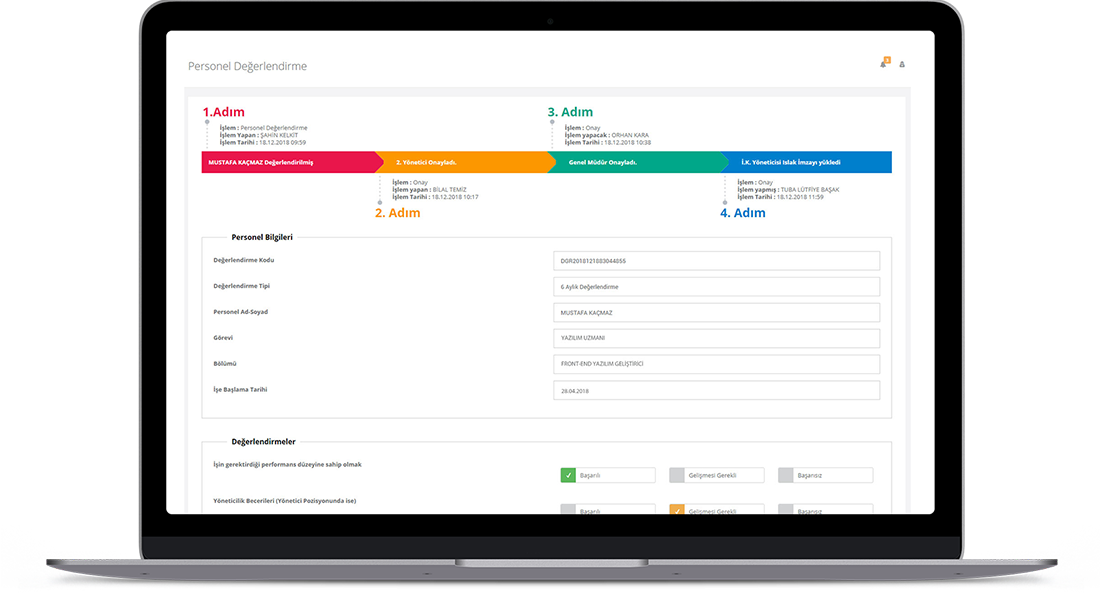 Personel Değerlendirme
3
1.Adım
İşlem : Personel Değerlendirme
İşlem Yapan : ŞAHİN KELKİT
İşlem Tarihi : 18.12.2018 09:59
3. Adım
İşlem : Onay
İşlem yapacak : ORHAN KARA
İşlem Tarihi : 18.12.2018 10:38
MUSTAFA KAÇMAZ Değerlendirilmiş
2. Yönetici Onayladı.
Genel Müdür Onayladı.
İ.K. Yöneticisi Islak İmzayı yükledi
İşlem : Onay
İşlem yapan : BİLAL TEMİZ
İşlem Tarihi : 18.12.2018 10:17
2. Adım
İşlem : Onay
İşlem yapmış : TUBA LÜTFİYE BAŞAK
İşlem Tarihi : 18.12.2018 11:59
4. Adım
Personel Bilgileri
Değerlendirme Kodu
DGR2018121883044855
Değerlendirme Tipi
6 Aylık Değerlendirme
Personel Ad-Soyad
MUSTAFA KAÇMAZ
Görevi
YAZILIM UZMANI
Bölümü
FRONT-END YAZILIM GELİŞTİRİCİ
İşe Başlama Tarihi
28.04.2018
Değerlendirmeler
İşin gerektirdiği performans düzeyine sahip olmak
Başarılı
Gelişmesi Gerekli
Başarısız
Yöneticilik Becerileri (Yönetici Pozisyonunda ise)
Başarılı
Gelişmesi Gerekli
Başarısız